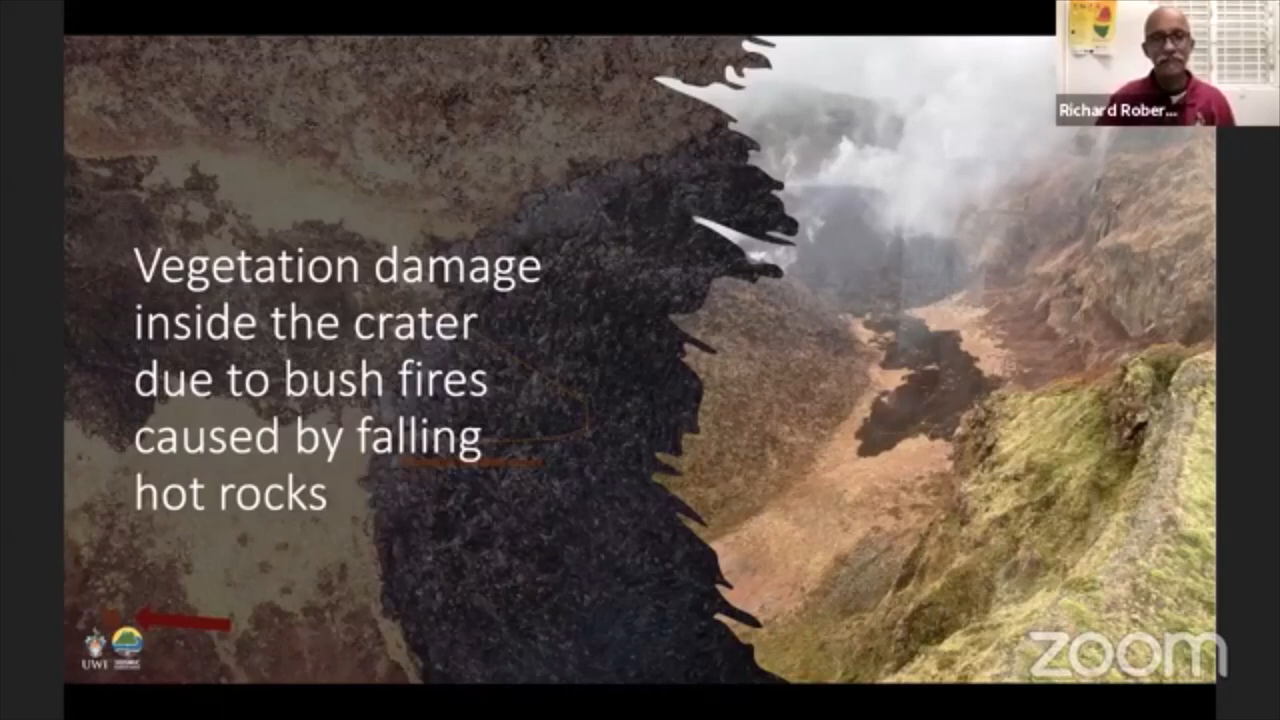 Richard Rober...
Vegetation damage
inside the crater
due to bush fires
caused by falling
hot rocks
UWI
zoom